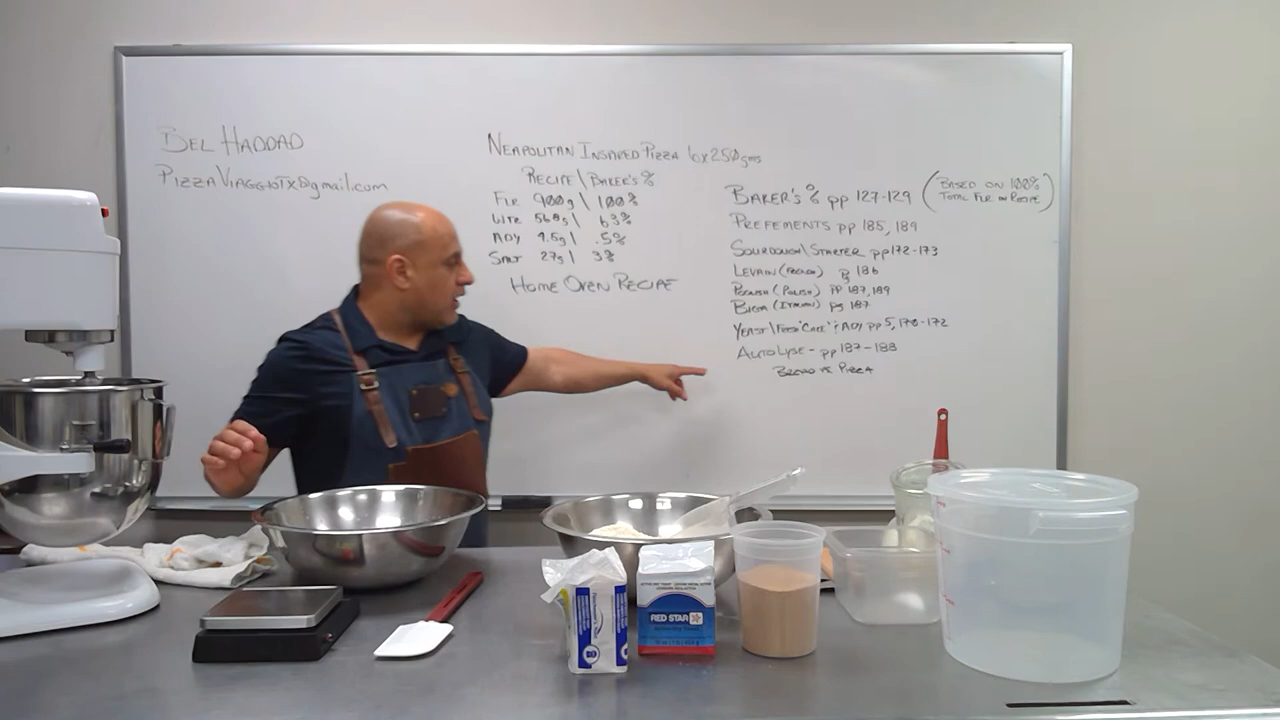 BEL HADDAD
PIZZAVIAGGIOTX@gmail.com
NEAPOLITAN INSPIRED PIZZA 6x250gms
RECIPE \ BAKER'S %
FLR 900g \ 100%
WTR 568g \ 63%
ADY 4.5g \ .5%
SALT 27g \ 3%
HOME OVEN RECIPE
BAKER'S % pp 127-129 (BASED ON 100% TOTAL FLR ON RECIPE)
PREFEMENTS pp 185, 189
SOURDOUGH \ STARTER pp 172-173
LEVAIN (FRENCH) pg 186
POOLISH (POLISH) pp 187, 189
BIGA (ITALIAN) pg 187
YEAST \ FRESH "CAKE" ADY pp 5, 170-172
AUTOLYSE - pp 187-188
BREAD vs PIZZA
RED STAR